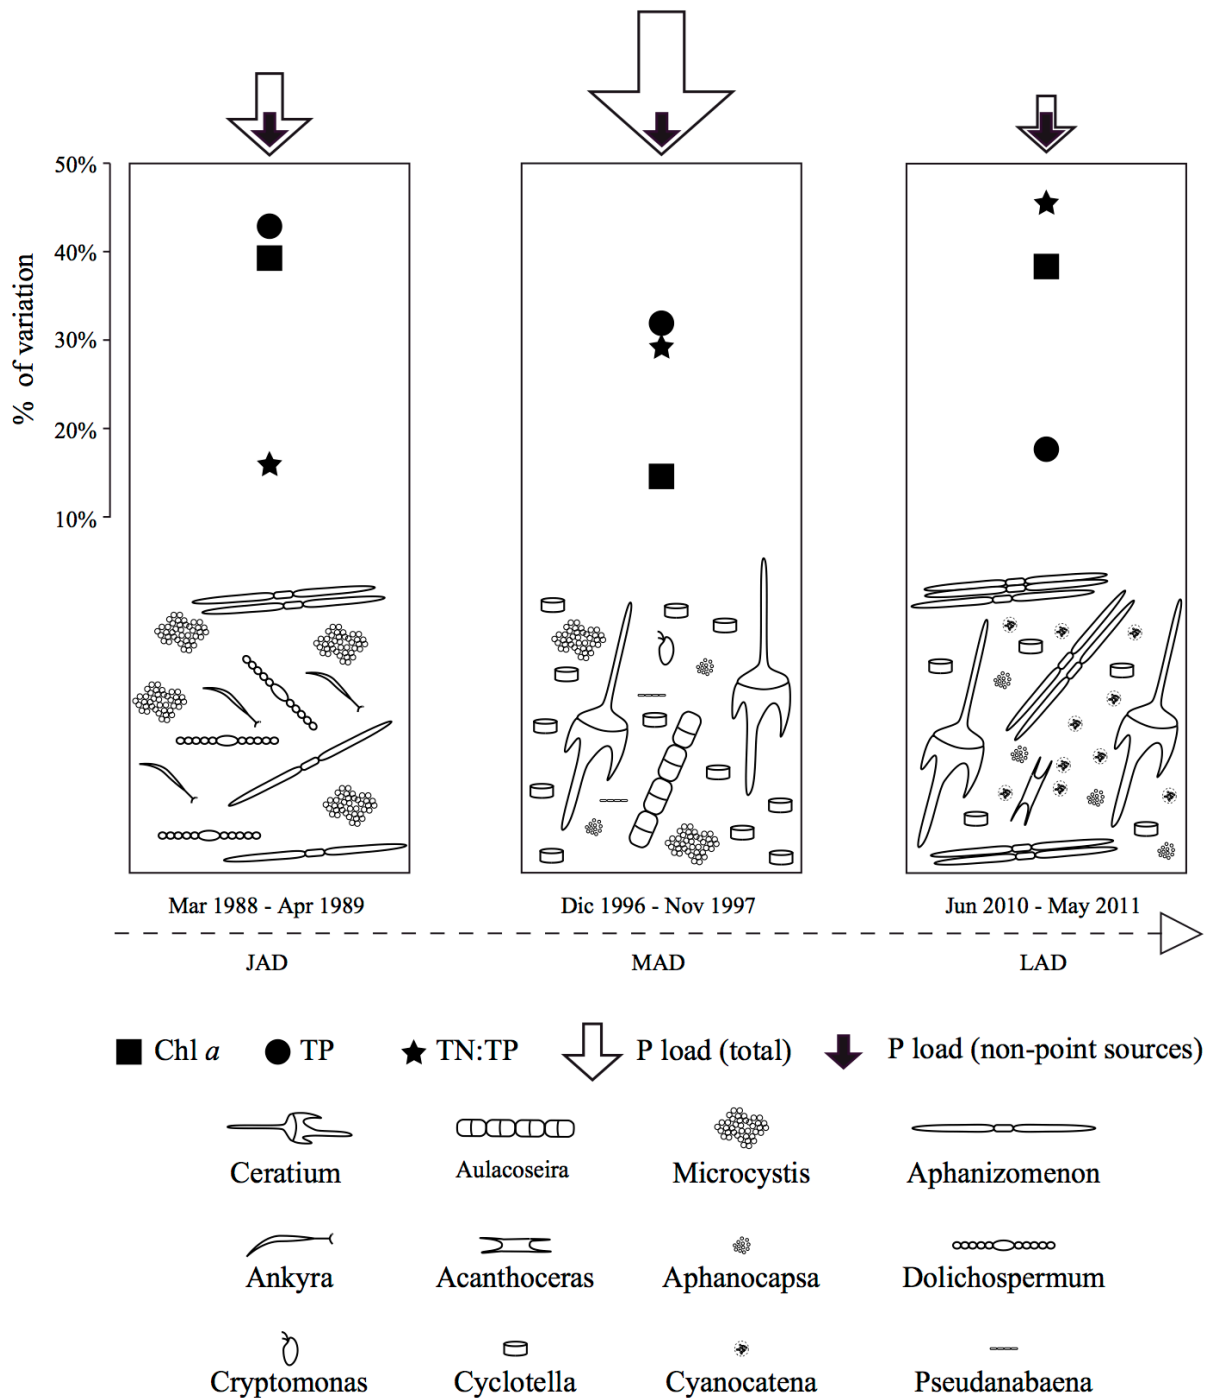 50%
40%
30%
20%
10%
% of variation
Mar 1988 - Apr 1989
Dic 1996 - Nov 1997
Jun 2010 - May 2011
JAD
MAD
LAD
Chl a
TP
TN:TP
P load (total)
P load (non-point sources)
Ceratium
Aulacoseira
Microcystis
Aphanizomenon
Ankyra
Acanthoceras
Aphanocapsa
Dolichospermum
Cryptomonas
Cyclotella
Cyanocatena
Pseudanabaena